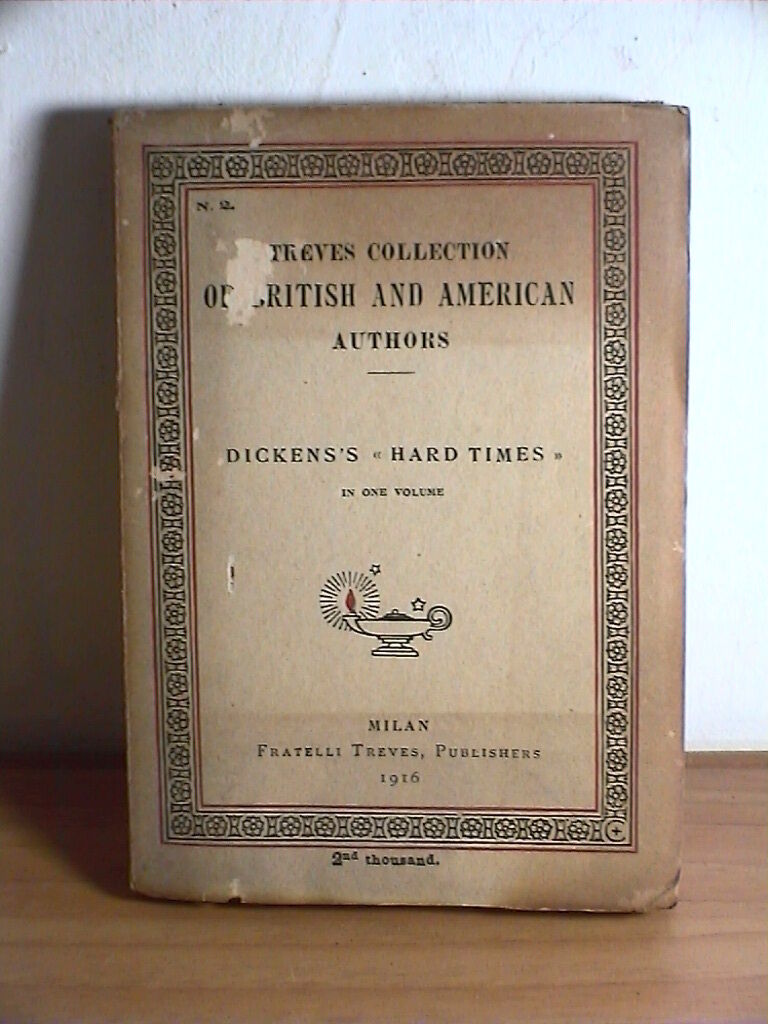 N. 2.
TREVES COLLECTION
OF BRITISH AND AMERICAN
AUTHORS
DICKENS'S « HARD TIMES »
IN ONE VOLUME
MILAN
FRATELLI TREVES, PUBLISHERS
1916
2nd thousand.